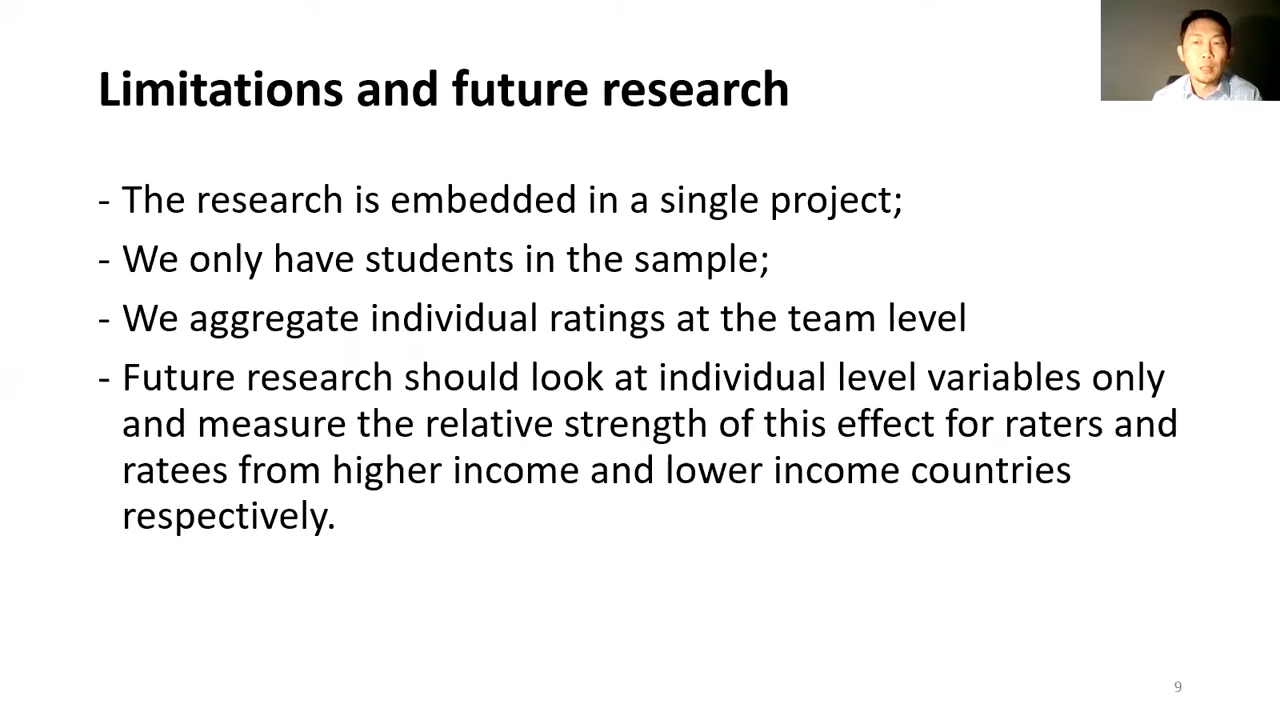 Limitations and future research
- The research is embedded in a single project;
- We only have students in the sample;
- We aggregate individual ratings at the team level
- Future research should look at individual level variables only
and measure the relative strength of this effect for raters and
ratees from higher income and lower income countries
respectively.
9